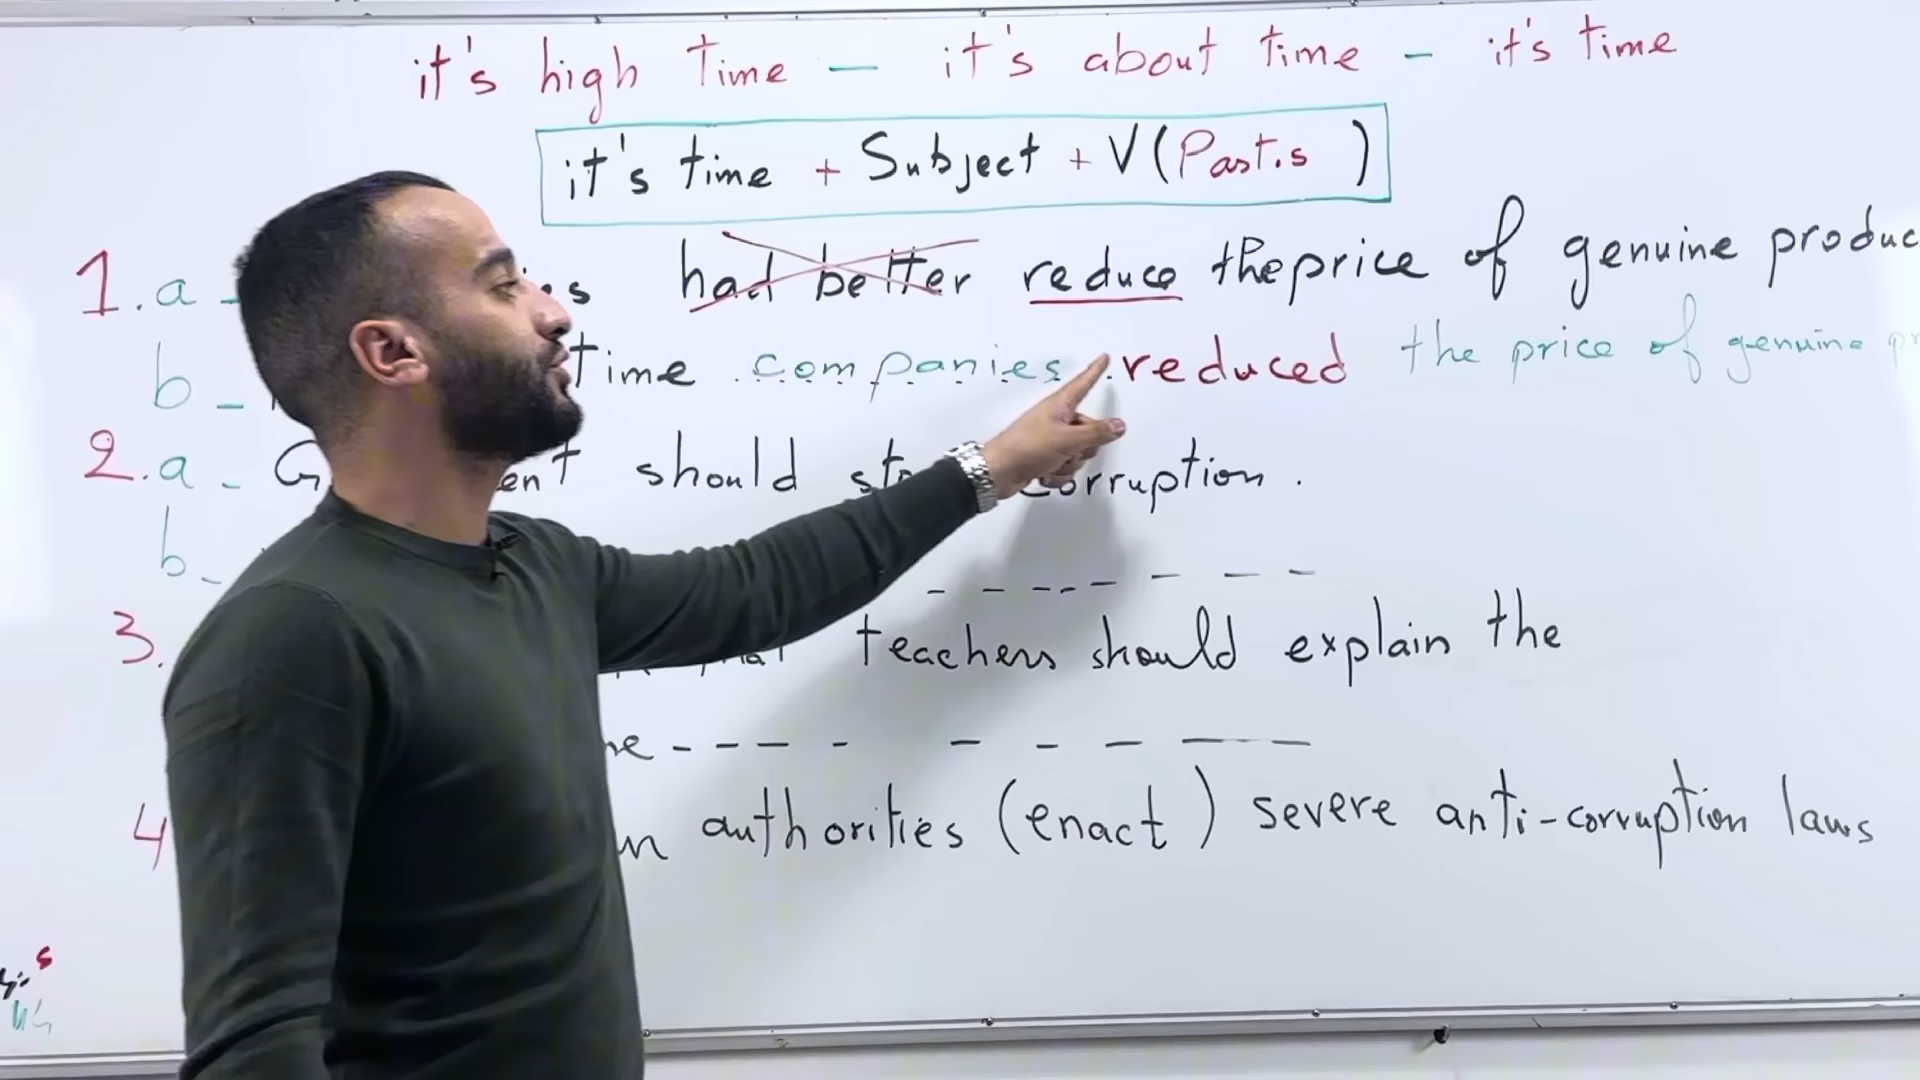 it's high Time — it's about time - it's time
it's time + Subject + V (Past.s )
1. a - had better reduce the price of genuine produc
b - time companies reduced the price of genuine pr
2. a - should corruption.
b -
3. teachers should explain the
4 authorities (enact) severe anti-corruption laws